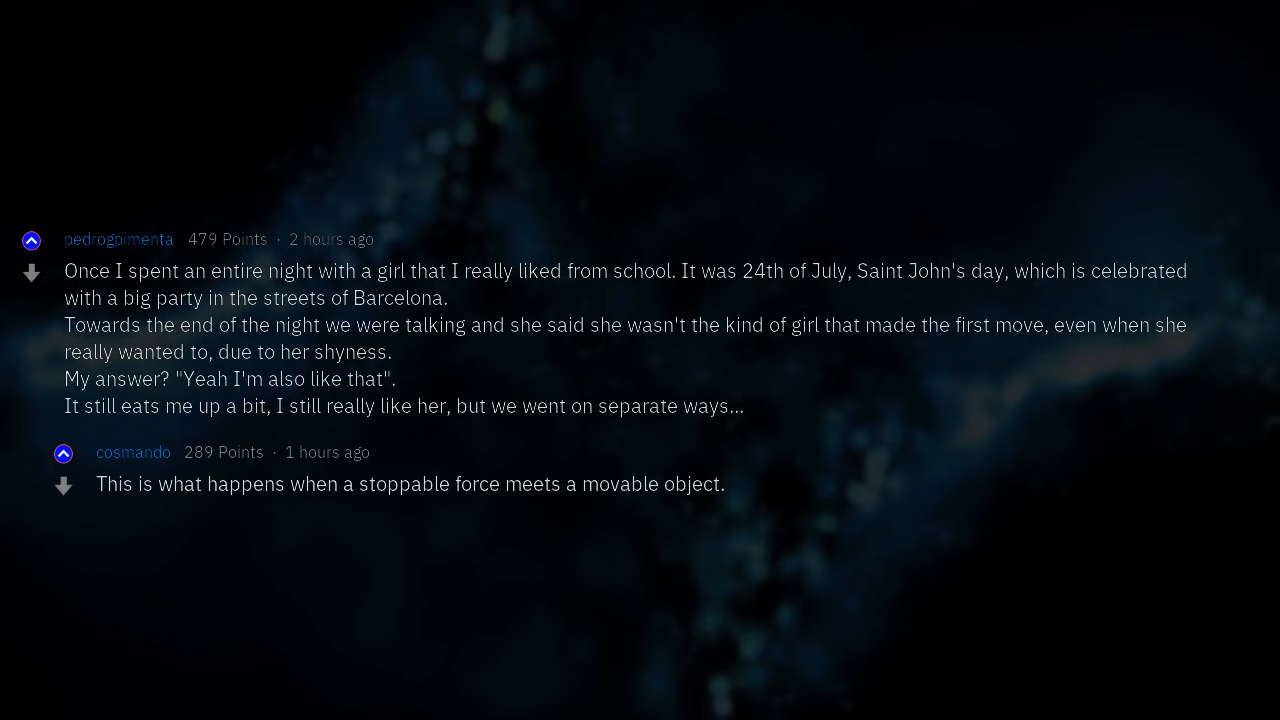 pedrogpimenta 479 Points · 2 hours ago
Once I spent an entire night with a girl that I really liked from school. It was 24th of July, Saint John's day, which is celebrated
with a big party in the streets of Barcelona.
Towards the end of the night we were talking and she said she wasn't the kind of girl that made the first move, even when she
really wanted to, due to her shyness.
My answer? "Yeah I'm also like that".
It still eats me up a bit, I still really like her, but we went on separate ways...
cosmando 289 Points · 1 hours ago
This is what happens when a stoppable force meets a movable object.